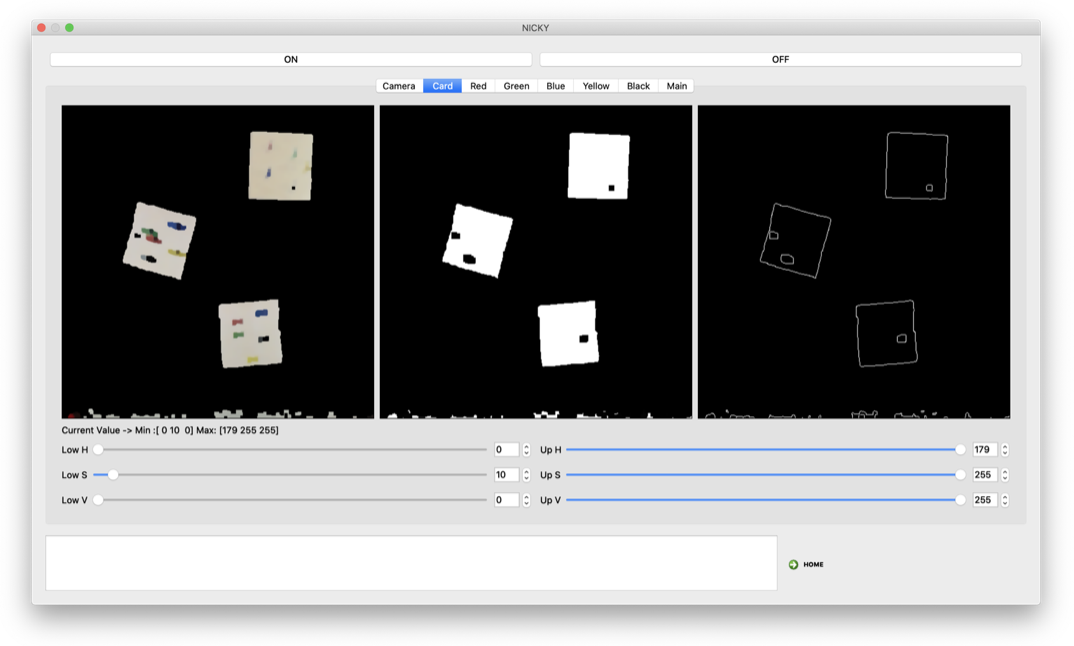 NICKY
ON OFF
Camera Card Red Green Blue Yellow Black Main
Current Value -> Min :[ 0 10  0] Max: [179 255 255]
Low H 0 Up H 179
Low S 10 Up S 255
Low V 0 Up V 255
HOME